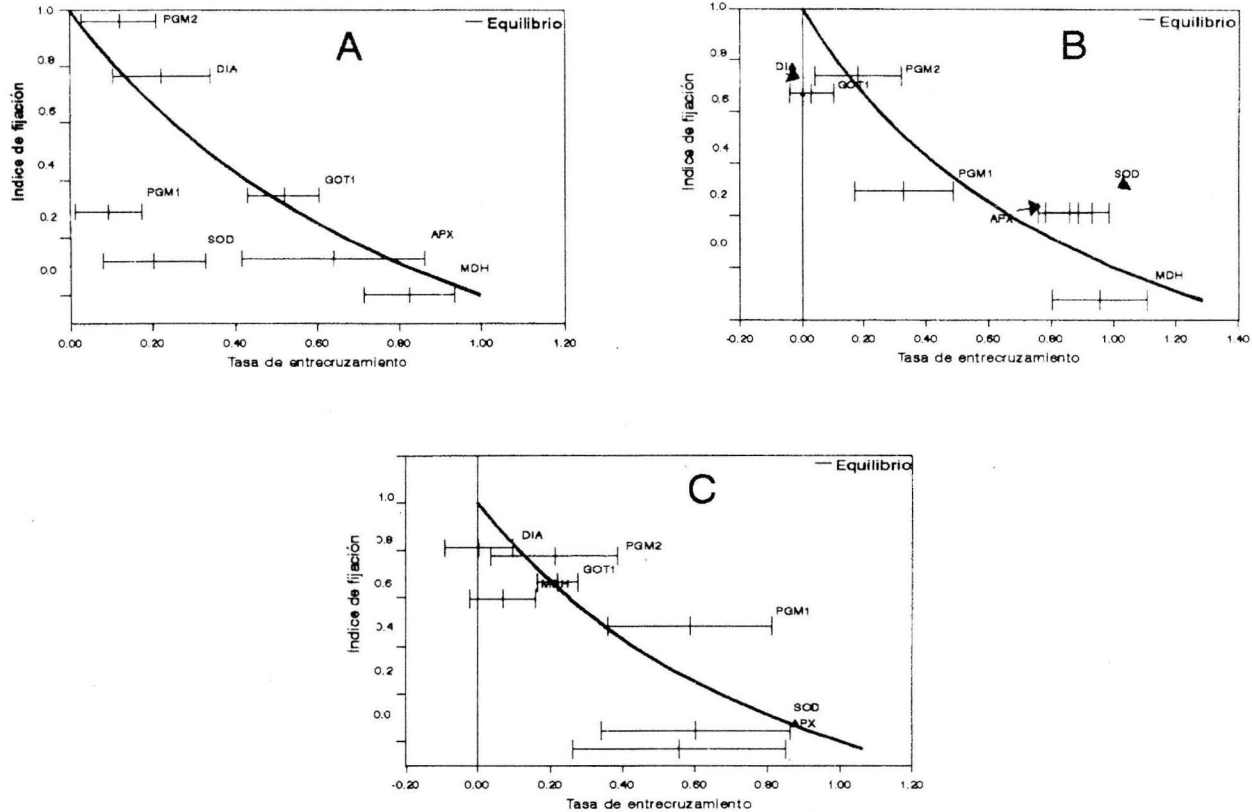 A
— Equilibrio
Indice de fijación
1.0
0.8
0.6
0.4
0.2
0.0
PGM2
DIA
GOT1
PGM1
SOD
APX
MDH
0.00 0.20 0.40 0.60 0.80 1.00 1.20
Tasa de entrecruzamiento
B
— Equilibrio
Indice de fijación
1.0
0.8
0.6
0.4
0.2
0.0
DIA
PGM2
GOT1
PGM1
SOD
APX
MDH
-0.20 0.00 0.20 0.40 0.60 0.80 1.00 1.20 1.40
Tasa de entrecruzamiento
C
— Equilibrio
Indice de fijación
1.0
0.8
0.6
0.4
0.2
0.0
DIA
PGM2
GOT1
MDH
PGM1
SOD
APX
-0.20 0.00 0.20 0.40 0.60 0.80 1.00 1.20
Tasa de entrecruzamiento